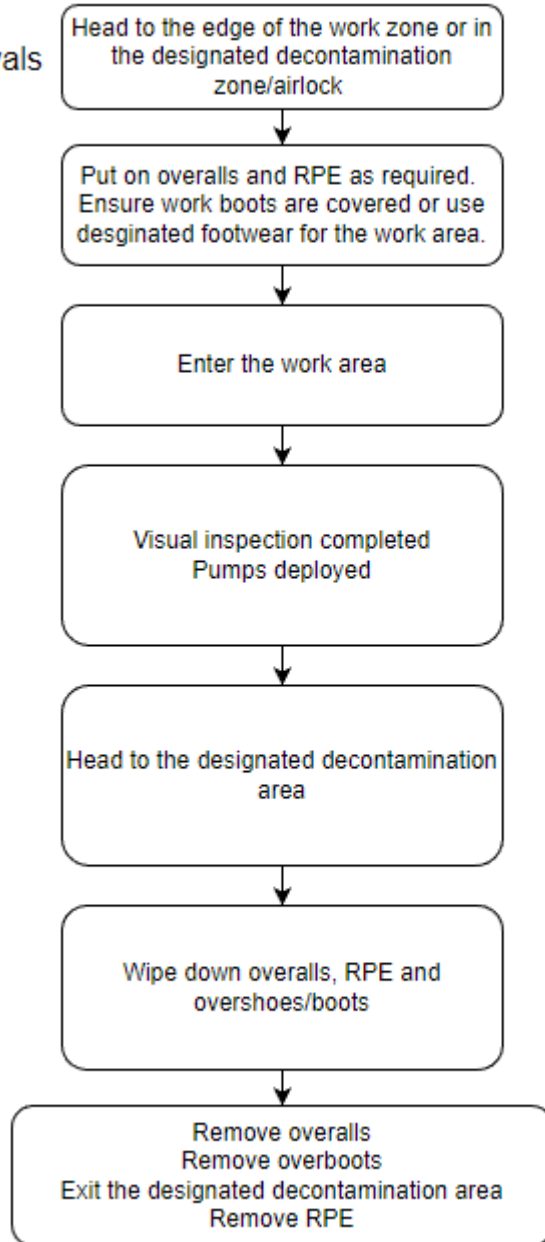 vals
Head to the edge of the work zone or in
the designated decontamination
zone/airlock
Put on overalls and RPE as required.
Ensure work boots are covered or use
desginated footwear for the work area.
Enter the work area
Visual inspection completed
Pumps deployed
Head to the designated decontamination
area
Wipe down overalls, RPE and
overshoes/boots
Remove overalls
Remove overboots
Exit the designated decontamination area
Remove RPE